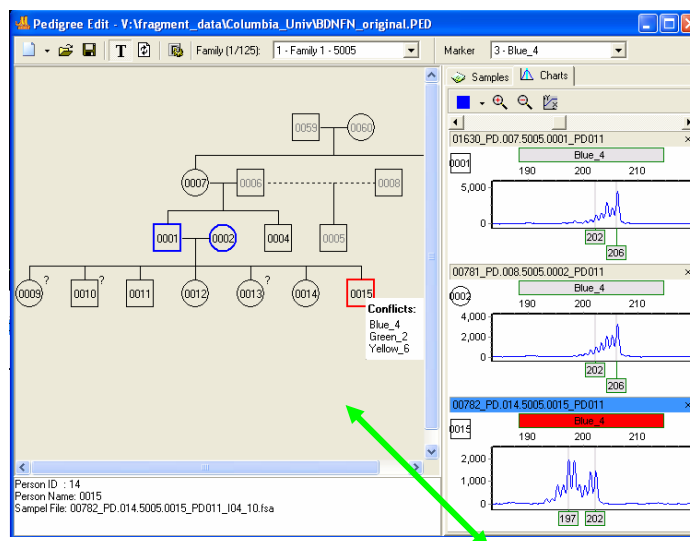 Pedigree Edit - V:\fragment_data\Columbia_Univ\BDNFN_original.PED
T Family (1/125): 1 - Family 1 - 5005 Marker 3 - Blue_4
Samples Charts
0059 0060
0007 0006 0008
0001 0002 0004 0005
0009 ? 0010 ? 0011 0012 0013 ? 0014 0015
Conflicts:
Blue_4
Green_2
Yellow_6
Person ID : 14
Person Name: 0015
Sampel File: 00782_PD.014.5005.0015_PD011_I04_10.fsa
01630_PD.007.5005.0001_PD011 ×
0001 Blue_4
190 200 210
5,000
0
202
206
00781_PD.008.5005.0002_PD011 ×
0002 Blue_4
190 200 210
4,000
2,000
0
202
206
00782_PD.014.5005.0015_PD011 ×
0015 Blue_4
190 200 210
2,000
1,000
0
197 202